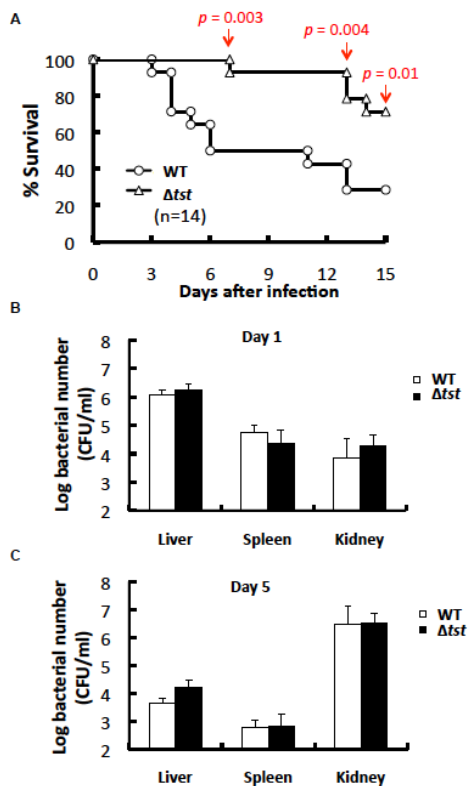 A
p = 0.003
p = 0.004
p = 0.01
100
80
60
40
20
0
% Survival
WT
Δtst
(n=14)
0 3 6 9 13 15
Days after infection
B
Day 1
8
7
6
5
4
3
2
Log bacterial number
(CFU/ml)
WT
Δtst
Liver Spleen Kidney
C
Day 5
8
7
6
5
4
3
2
Log bacterial number
(CFU/ml)
WT
Δtst
Liver Spleen Kidney